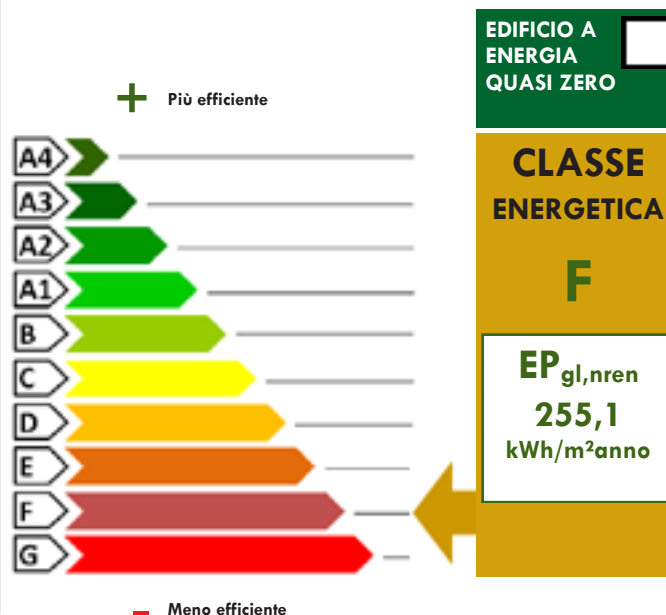 EDIFICIO A
ENERGIA
QUASI ZERO
+ Più efficiente
A4
A3
A2
A1
B
C
D
E
F
G
- Meno efficiente
CLASSE
ENERGETICA
F
EPgl,nren
255,1
kWh/m²anno